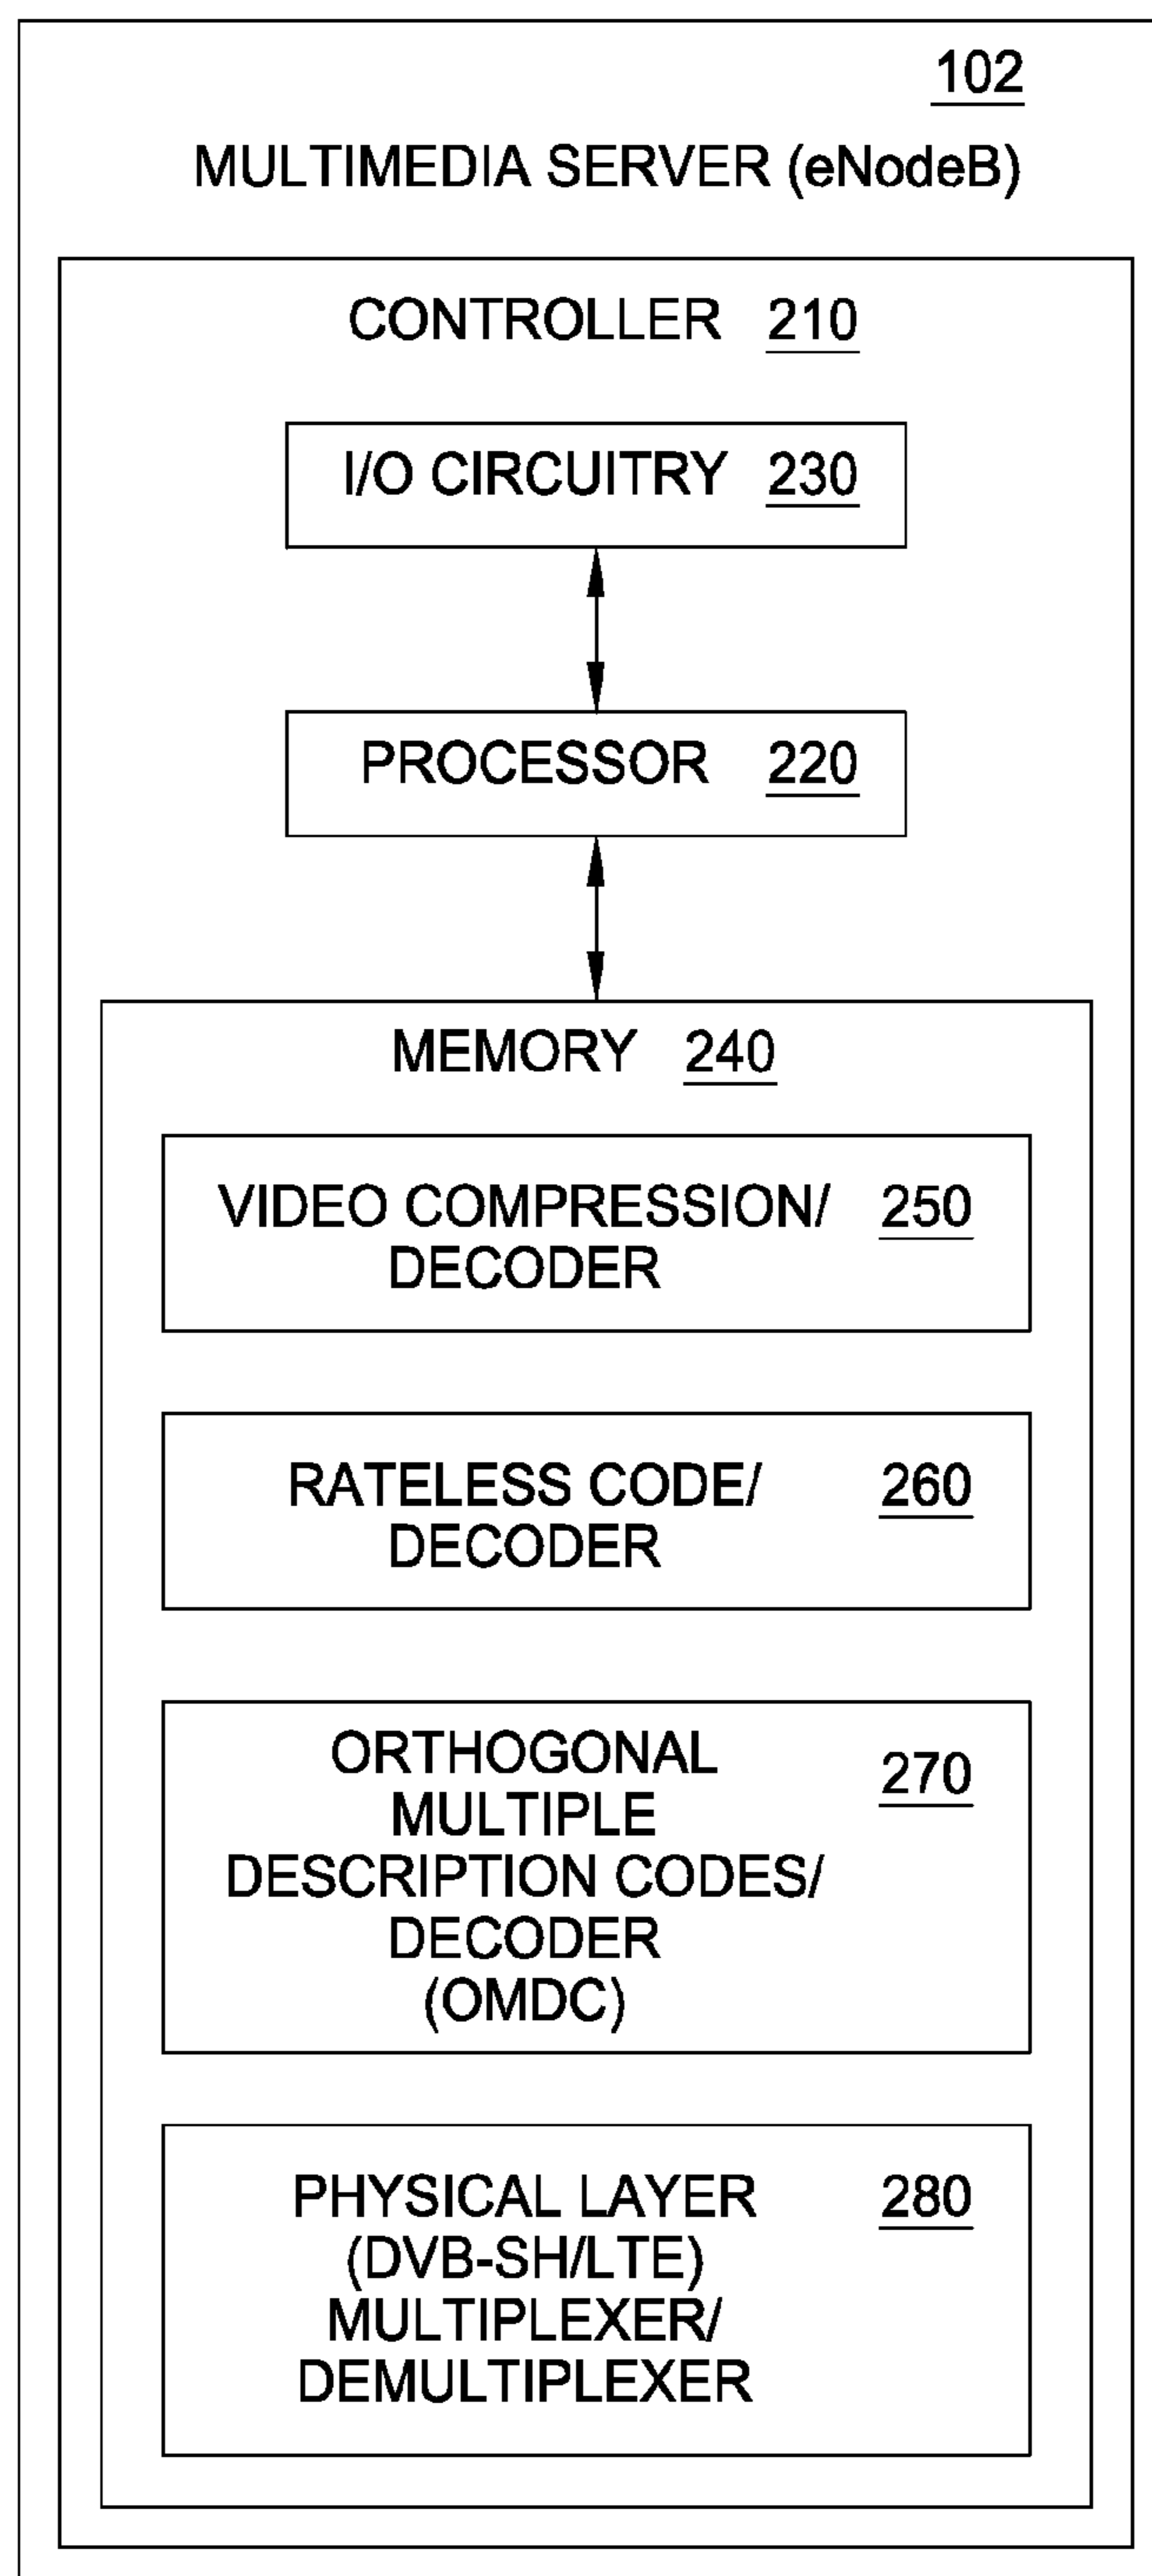 102
MULTIMEDIA SERVER (eNodeB)
CONTROLLER 210
I/O CIRCUITRY 230
PROCESSOR 220
MEMORY 240
VIDEO COMPRESSION/ 250
DECODER
RATELESS CODE/ 260
DECODER
ORTHOGONAL 270
MULTIPLE
DESCRIPTION CODES/
DECODER
(OMDC)
PHYSICAL LAYER 280
(DVB-SH/LTE)
MULTIPLEXER/
DEMULTIPLEXER